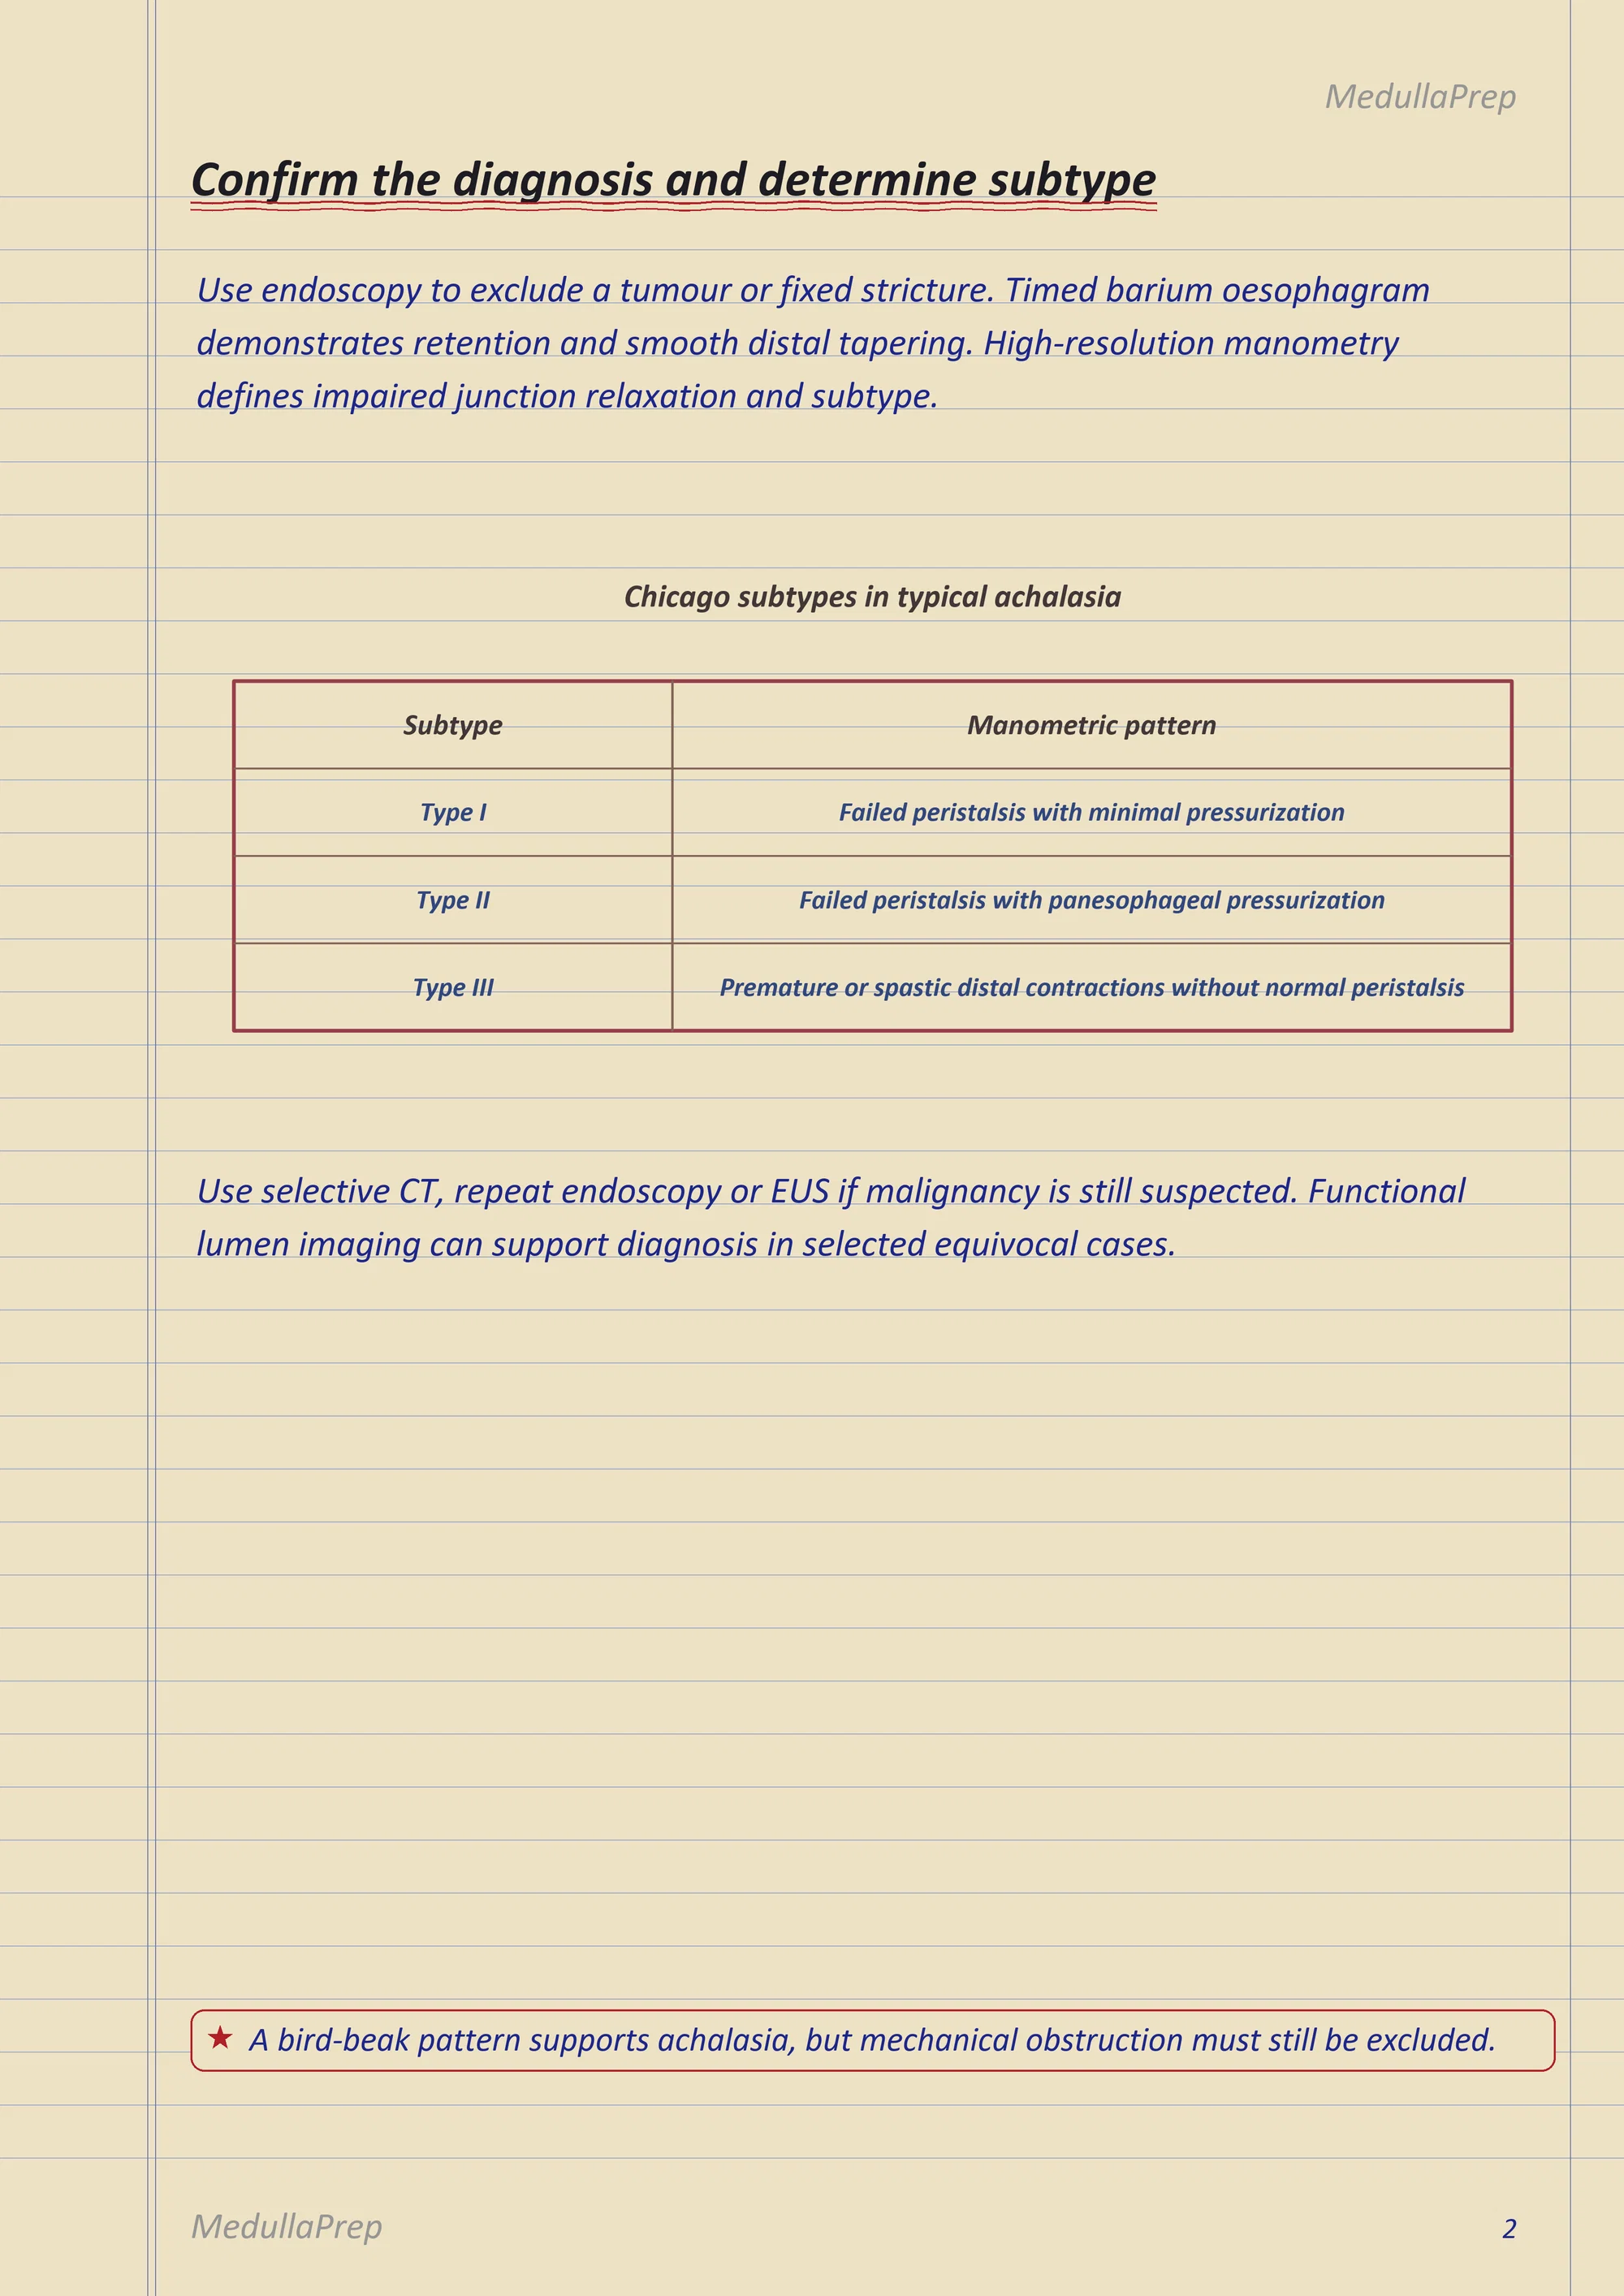 MedullaPrep
Confirm the diagnosis and determine subtype
Use endoscopy to exclude a tumour or fixed stricture. Timed barium oesophagram
demonstrates retention and smooth distal tapering. High-resolution manometry
defines impaired junction relaxation and subtype.
Chicago subtypes in typical achalasia
Subtype Manometric pattern
Type I Failed peristalsis with minimal pressurization
Type II Failed peristalsis with panesophageal pressurization
Type III Premature or spastic distal contractions without normal peristalsis
Use selective CT, repeat endoscopy or EUS if malignancy is still suspected. Functional
lumen imaging can support diagnosis in selected equivocal cases.
★ A bird-beak pattern supports achalasia, but mechanical obstruction must still be excluded.
MedullaPrep 2